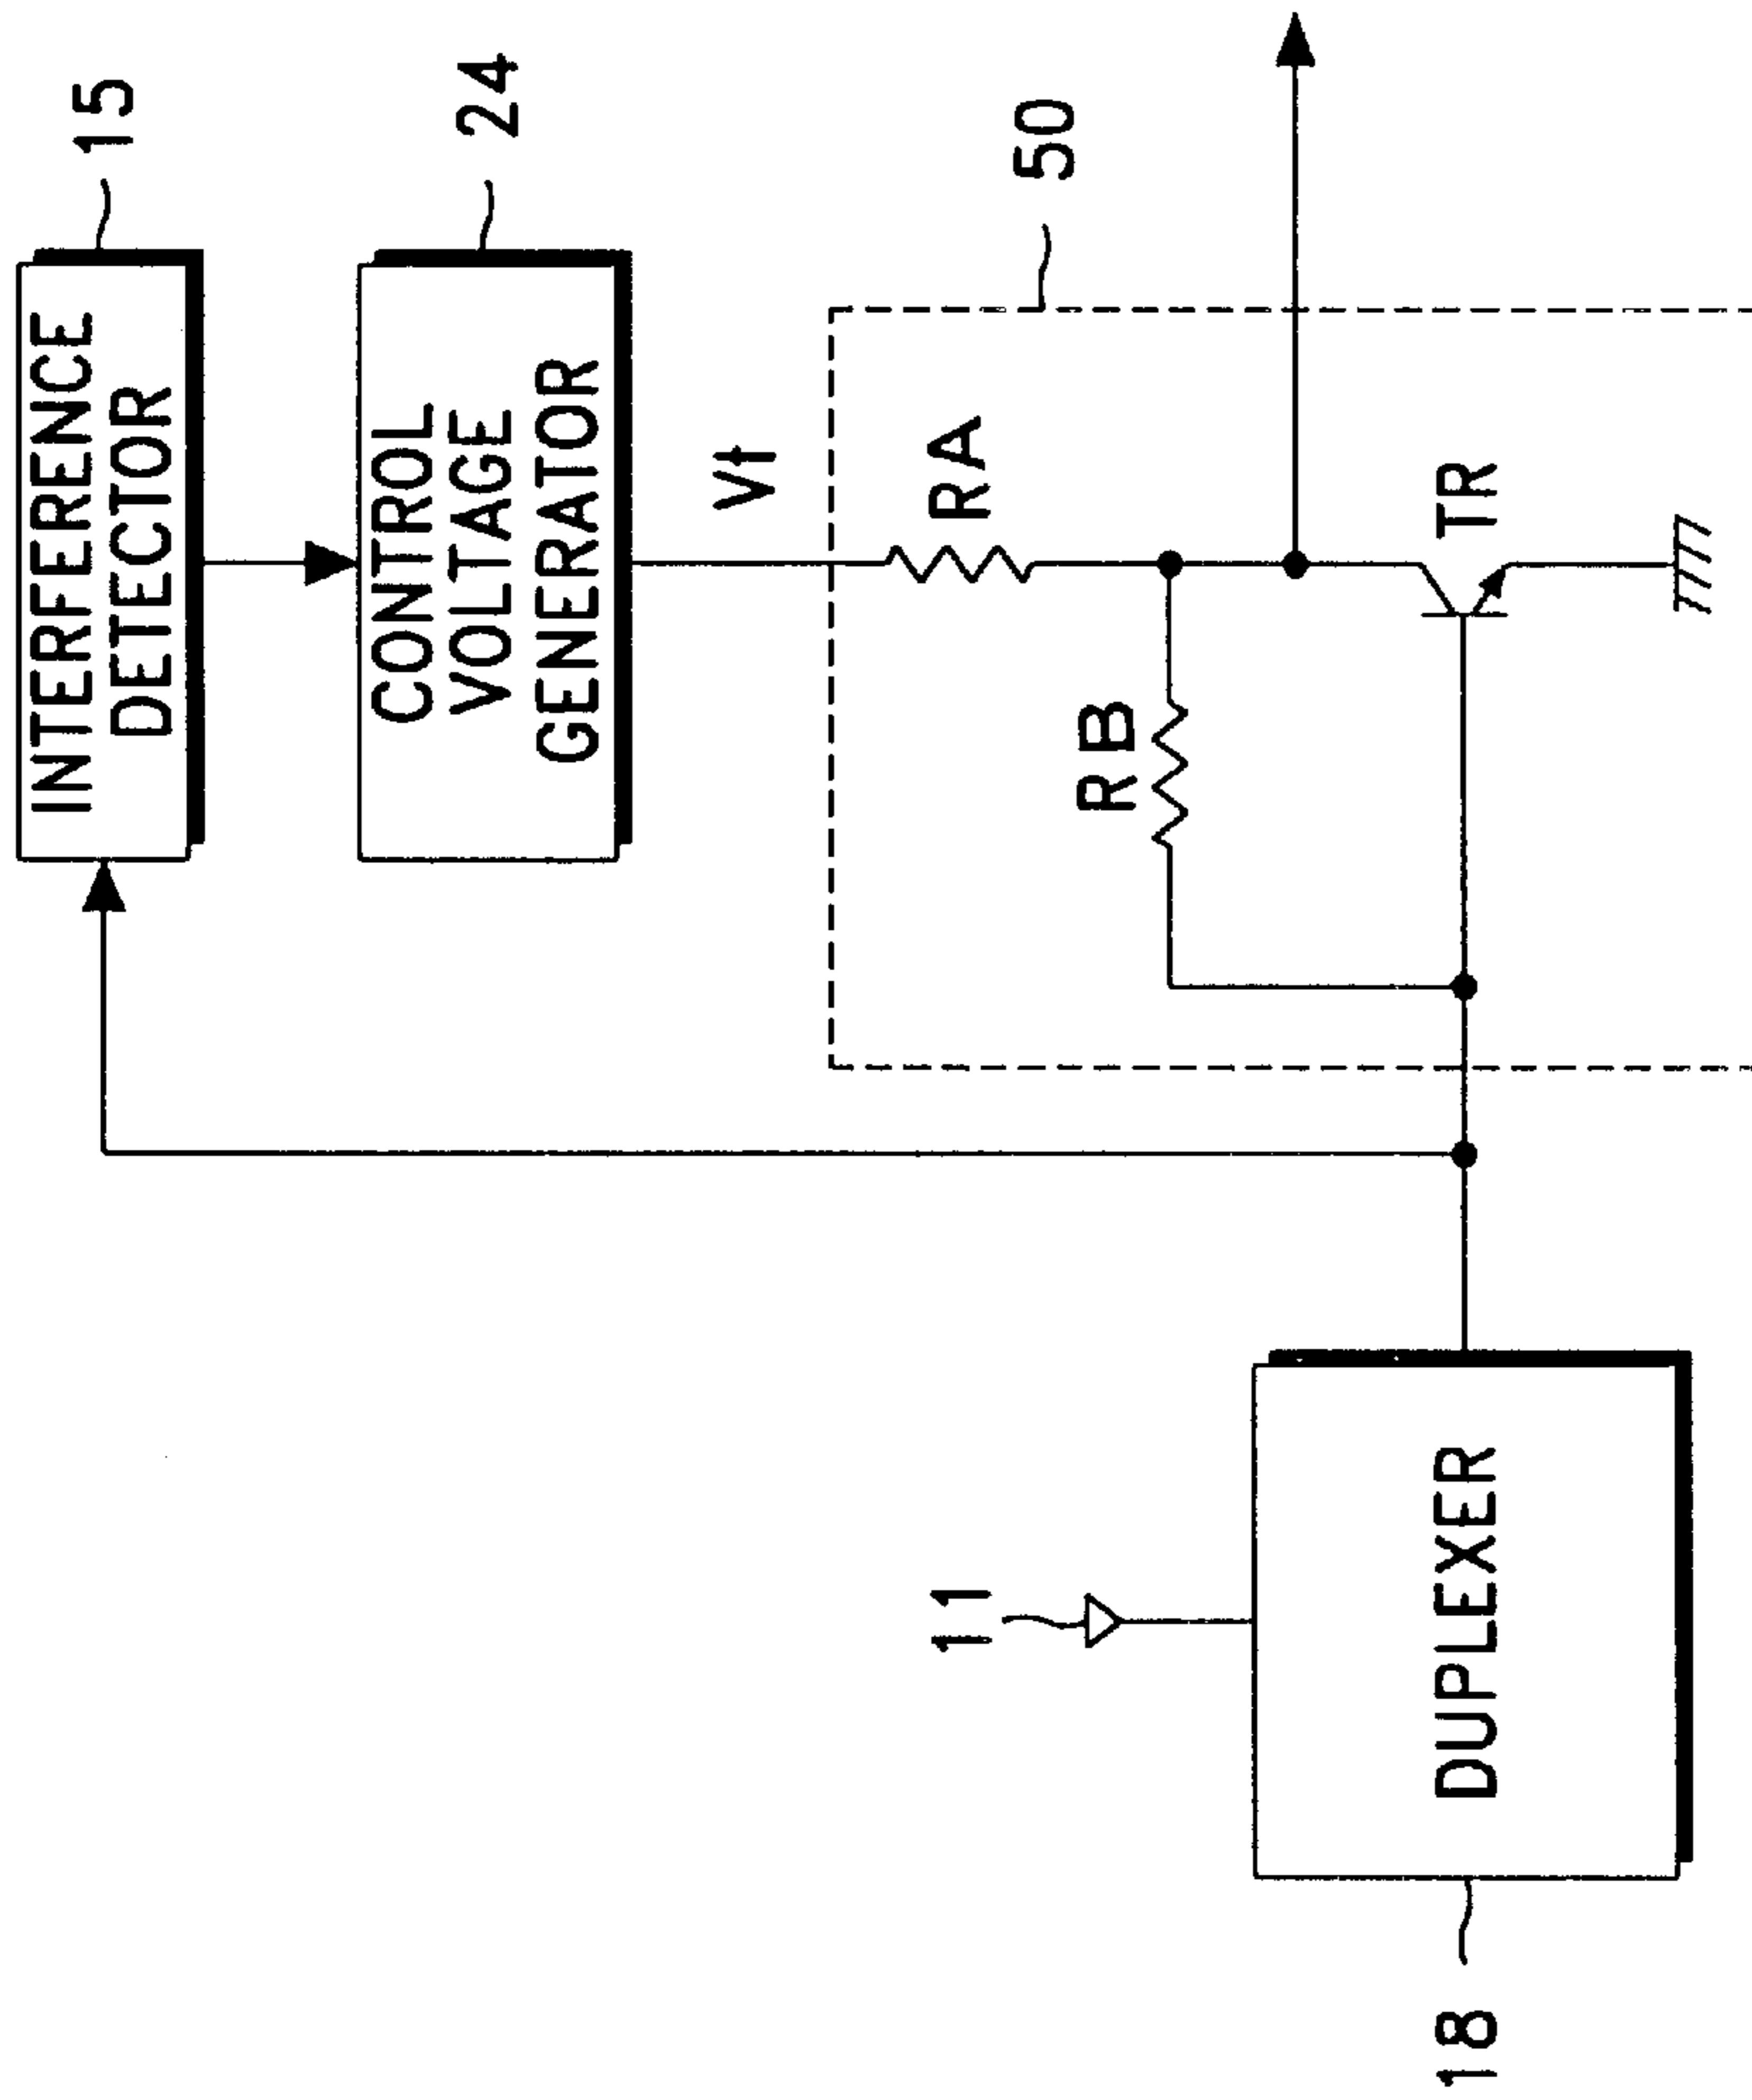 INTERFERENCE
DETECTOR
15
CONTROL
VOLTAGE
GENERATOR
24
Vt
50
RA
RB
TR
11
DUPLEXER
18